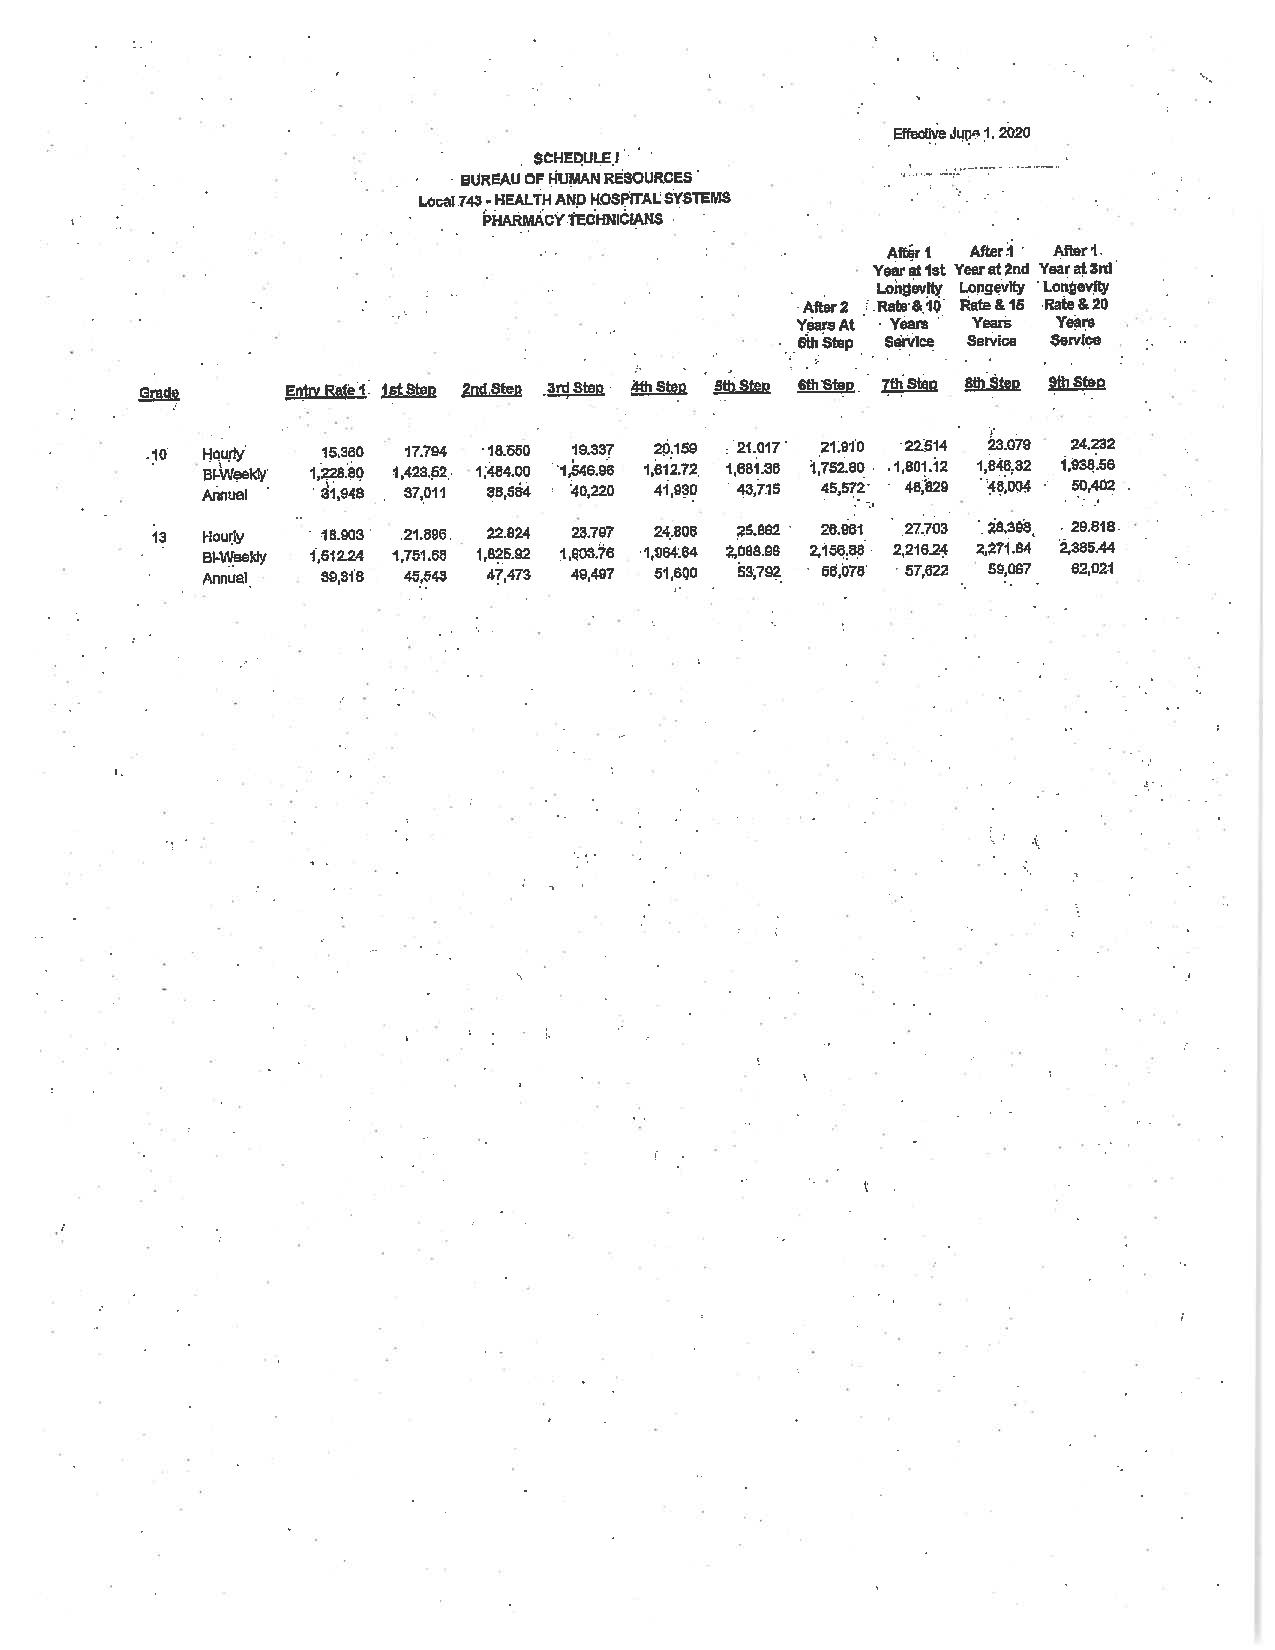 Effective June 1, 2020
SCHEDULE I
BUREAU OF HUMAN RESOURCES
Local 743 - HEALTH AND HOSPITAL SYSTEMS
PHARMACY TECHNICIANS
After 1 After 1 After 1
Year at 1st Year at 2nd Year at 3rd
Longevity Longevity Longevity
After 2 Rate & 10 Rate & 15 Rate & 20
Years At Years Years Years
5th Step Service Service Service
Grade Entry Rate 1 1st Step 2nd Step 3rd Step 4th Step 5th Step 6th Step 7th Step 8th Step 9th Step
10 Hourly 15.360 17.794 18.550 19.337 20.159 21.017 21.910 22.514 23.079 24.232
Bi-Weekly 1,228.80 1,423.52 1,484.00 1,546.96 1,612.72 1,681.36 1,752.80 1,801.12 1,846.32 1,938.56
Annual 31,948 37,011 38,584 40,220 41,930 43,715 45,572 46,829 48,004 50,402
13 Hourly 18.903 21.896 22.824 23.797 24.808 25.862 26.961 27.703 28.398 29.818
Bi-Weekly 1,512.24 1,751.68 1,825.92 1,903.76 1,984.64 2,068.96 2,156.88 2,216.24 2,271.84 2,385.44
Annual 39,318 45,543 47,473 49,497 51,600 53,792 56,078 57,622 59,067 62,021